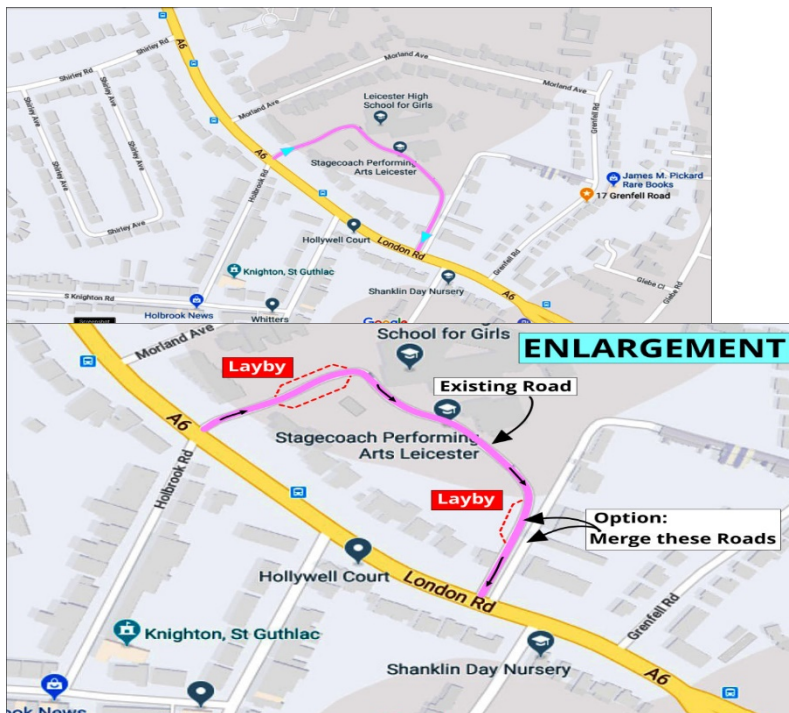 Shirley Rd
A6
Morland Ave
Shirley Rd
Morland Ave
Shirley Ave
Leicester High
School for Girls
Grenfell Rd
A6
Stagecoach Performing
Arts Leicester
James M. Pickard
Rare Books
17 Grenfell Road
Holbrook Rd
Shirley Ave
Hollywell Court
London Rd
Grenfell Rd
Knighton, St Guthlac
Glebe Cl
Glebe Rd
Shanklin Day Nursery
A6
S Knighton Rd
Holbrook News
Whitters
Google
Screenshot
School for Girls
ENLARGEMENT
Morland Ave
Layby
Existing Road
A6
Stagecoach Performing
Arts Leicester
Holbrook Rd
Layby
Option:
Merge these Roads
Hollywell Court
London Rd
Grenfell Rd
Knighton, St Guthlac
Shanklin Day Nursery
A6
ook News